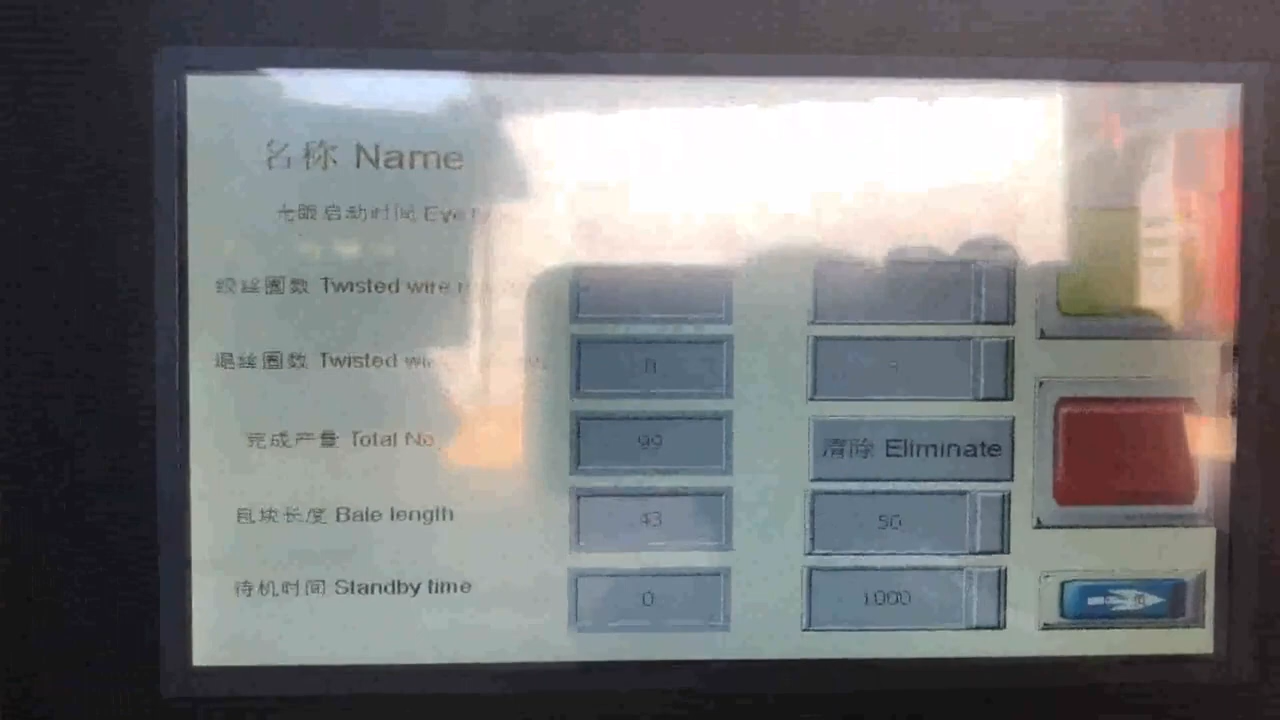 名称 Name
光眼启动时间 Eye
绞丝圈数 Twisted wire
退丝圈数 Twisted
0
完成产量 Total No.
99
清除 Eliminate
包块长度 Bale length
43
50
待机时间 Standby time
0
1000